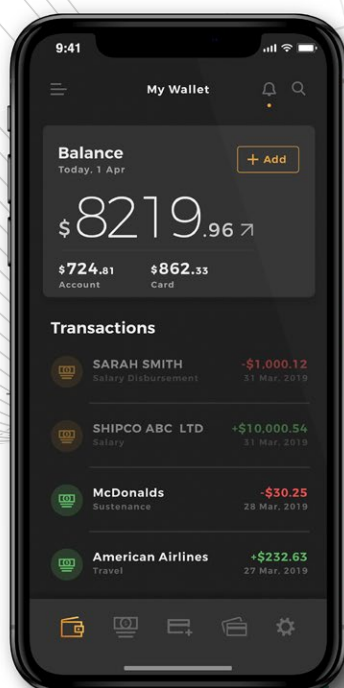 9:41
My Wallet
Balance
+ Add
Today, 1 Apr
$8219.96
$724.81 $862.33
Account Card
Transactions
SARAH SMITH -$1,000.12
Salary Disbursement 31 Mar, 2019
SHIPCO ABC LTD +$10,000.54
Salary 31 Mar, 2019
McDonalds -$30.25
Sustenance 28 Mar, 2019
American Airlines +$232.63
Travel 27 Mar, 2019